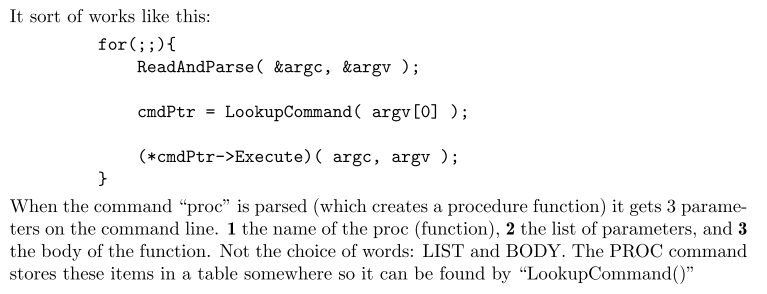 It sort of works like this:
for(;;){
ReadAndParse( &argc, &argv );
cmdPtr = LookupCommand( argv[0] );
(*cmdPtr->Execute)( argc, argv );
}
When the command “proc” is parsed (which creates a procedure function) it gets 3 parame-
ters on the command line. 1 the name of the proc (function), 2 the list of parameters, and 3
the body of the function. Not the choice of words: LIST and BODY. The PROC command
stores these items in a table somewhere so it can be found by “LookupCommand()”